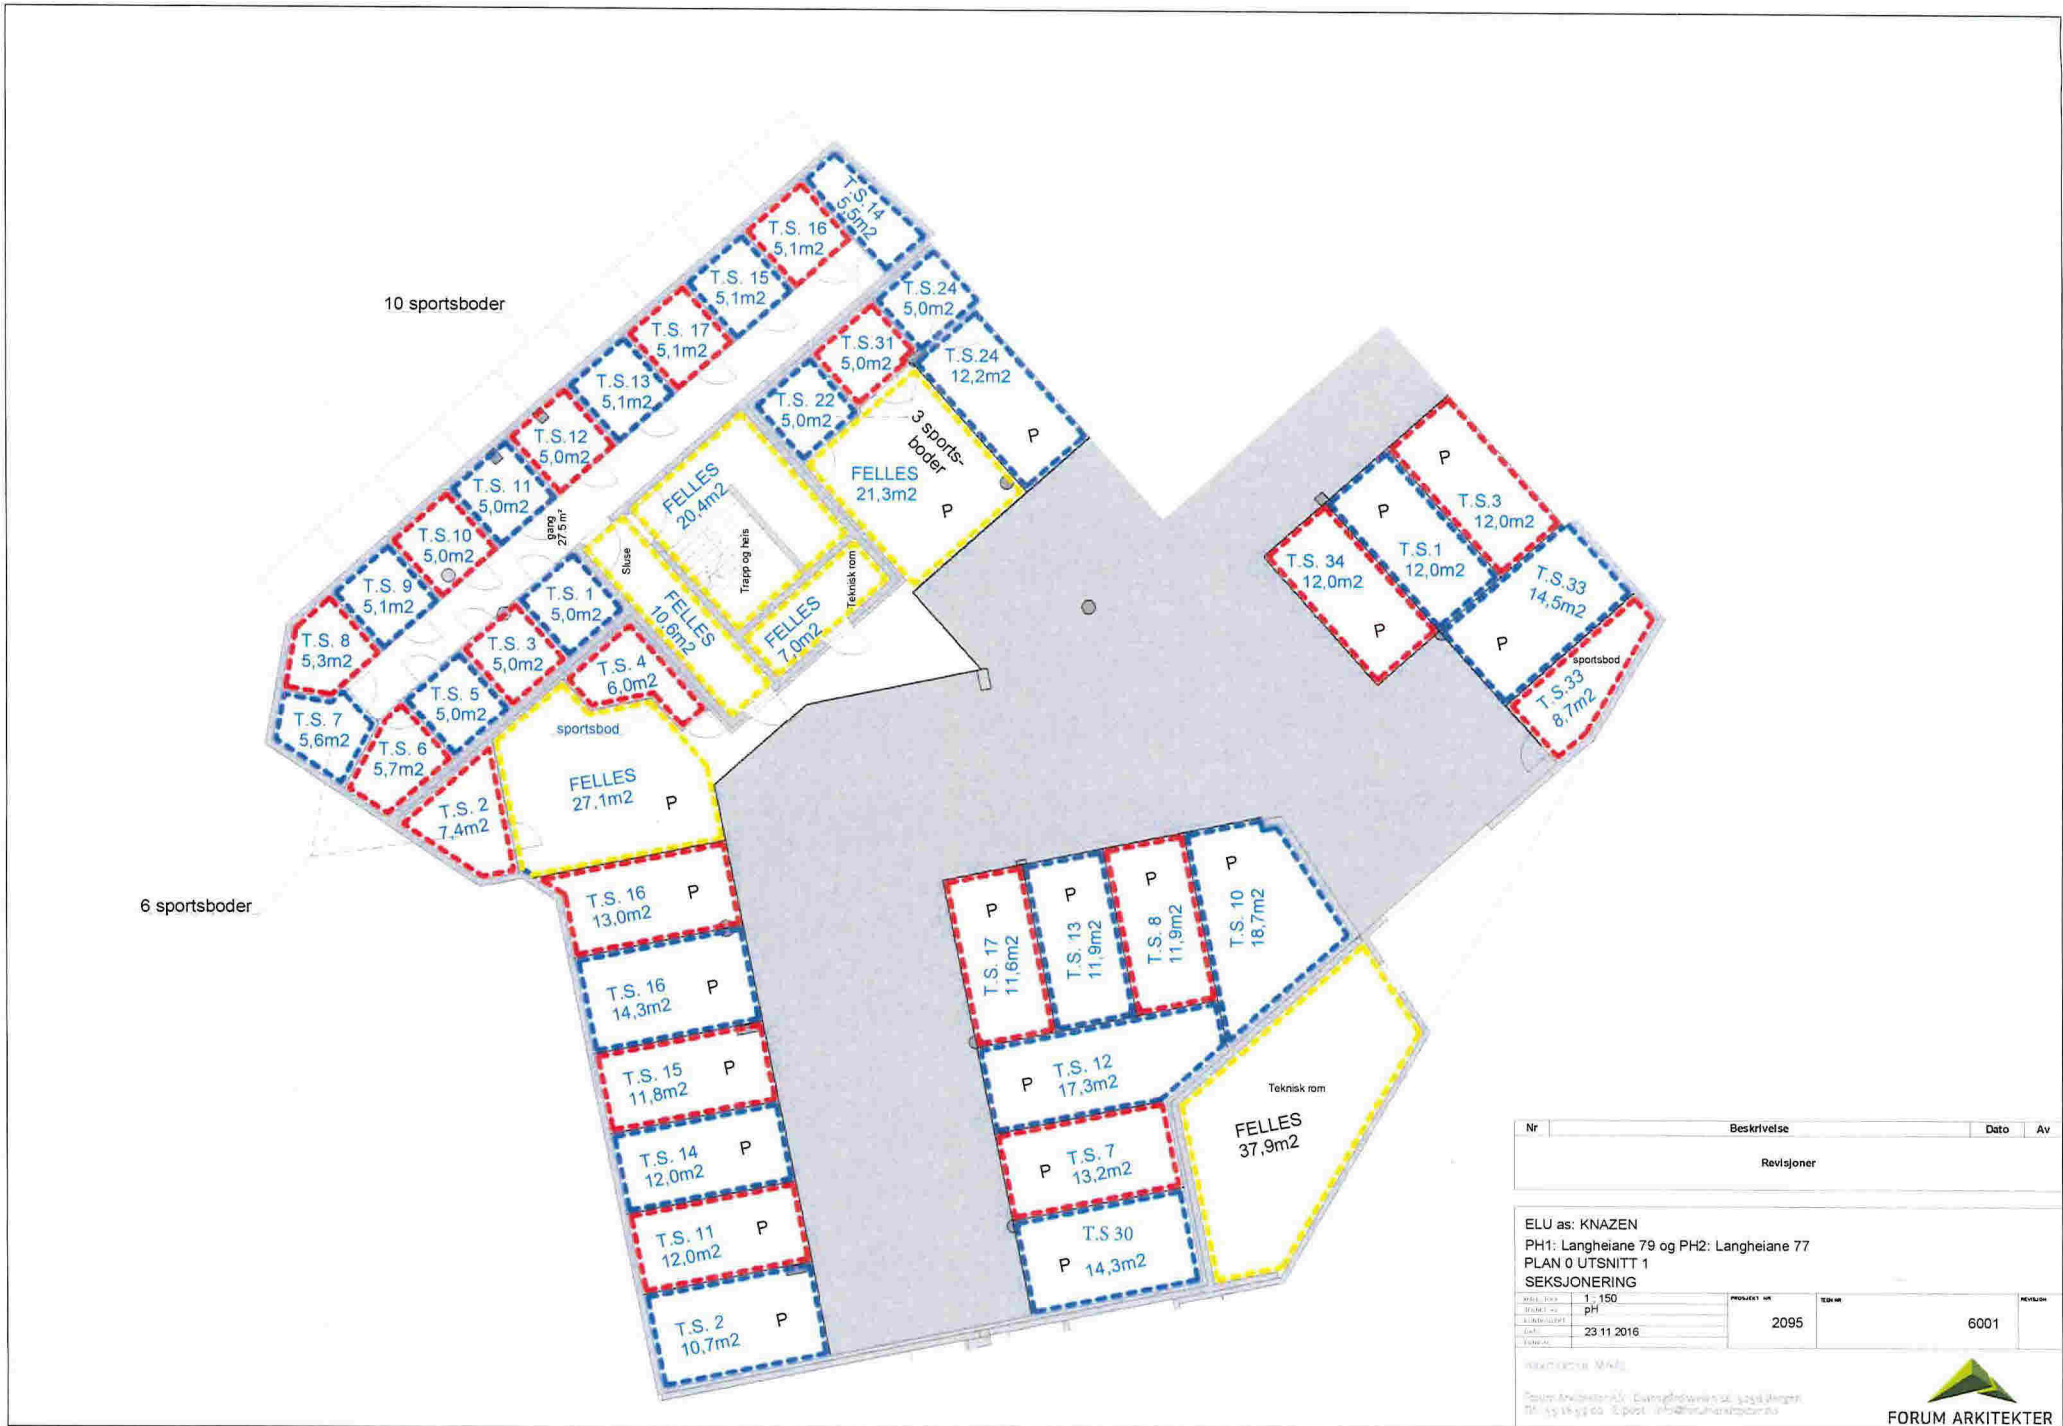 10 sportsboder
T.S.14
5,5m2
T.S. 16
5,1m2
T.S. 15
5,1m2
T.S. 17
5,1m2
T.S.13
5,1m2
T.S.12
5,0m2
T.S. 11
5,0m2
T.S.10
5,0m2
T.S. 9
5,1m2
T.S. 8
5,3m2
T.S. 7
5,6m2
T.S. 6
5,7m2
T.S. 5
5,0m2
T.S. 3
5,0m2
T.S. 1
5,0m2
gang
27.5 m²
T.S.24
5,0m2
T.S.31
5,0m2
T.S. 22
5,0m2
T.S.24
12,2m2
P
3 sports-
boder
FELLES
21,3m2
P
FELLES
20,4m2
Trapp og heis
Sluse
FELLES
10,6m2
Teknisk rom
FELLES
7,0m2
T.S. 4
6,0m2
sportsbod
FELLES
27,1m2
P
T.S. 2
7,4m2
6 sportsboder
P
T.S.3
12,0m2
P
T.S.1
12,0m2
T.S. 34
12,0m2
P
T.S.33
14,5m2
P
sportsbod
T.S.33
8,7m2
T.S. 16
13,0m2
P
T.S. 16
14,3m2
P
T.S. 15
11,8m2
P
T.S. 14
12,0m2
P
T.S. 11
12,0m2
P
T.S. 2
10,7m2
P
P
T.S. 17
11,6m2
P
T.S. 13
11,9m2
P
T.S. 8
11,9m2
P
T.S. 10
18,7m2
P
T.S. 12
17,3m2
P
T.S. 7
13,2m2
T.S 30
P
14,3m2
Teknisk rom
FELLES
37,9m2
Nr Beskrivelse Dato Av
Revisjoner
ELU as: KNAZEN
PH1: Langheiane 79 og PH2: Langheiane 77
PLAN 0 UTSNITT 1
SEKSJONERING
1 : 150
pH
23 11 2016
PROSJEKT NR
2095
TEGN NR
6001
REVISJON
FORUM ARKITEKTER